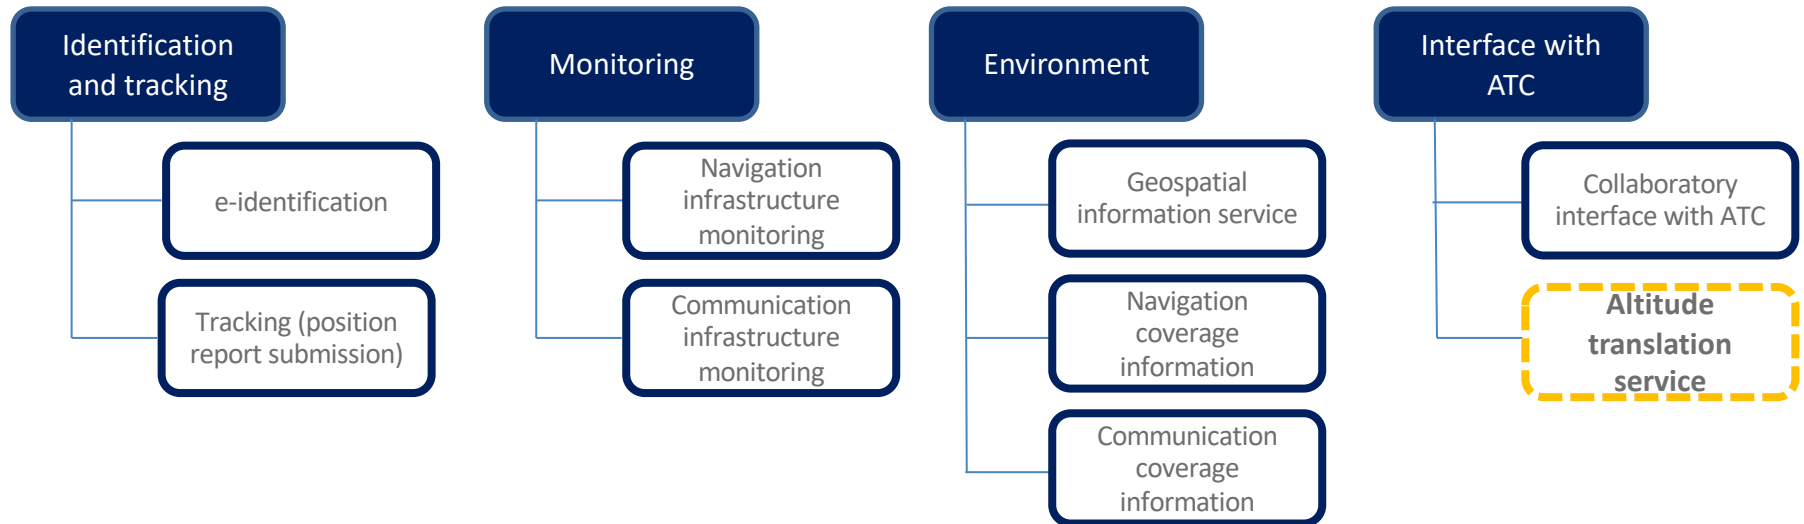 Identification
and tracking
e-identification
Tracking (position
report submission)
Monitoring
Navigation
infrastructure
monitoring
Communication
infrastructure
monitoring
Environment
Geospatial
information service
Navigation
coverage
information
Communication
coverage
information
Interface with
ATC
Collaboratory
interface with ATC
Altitude
translation
service